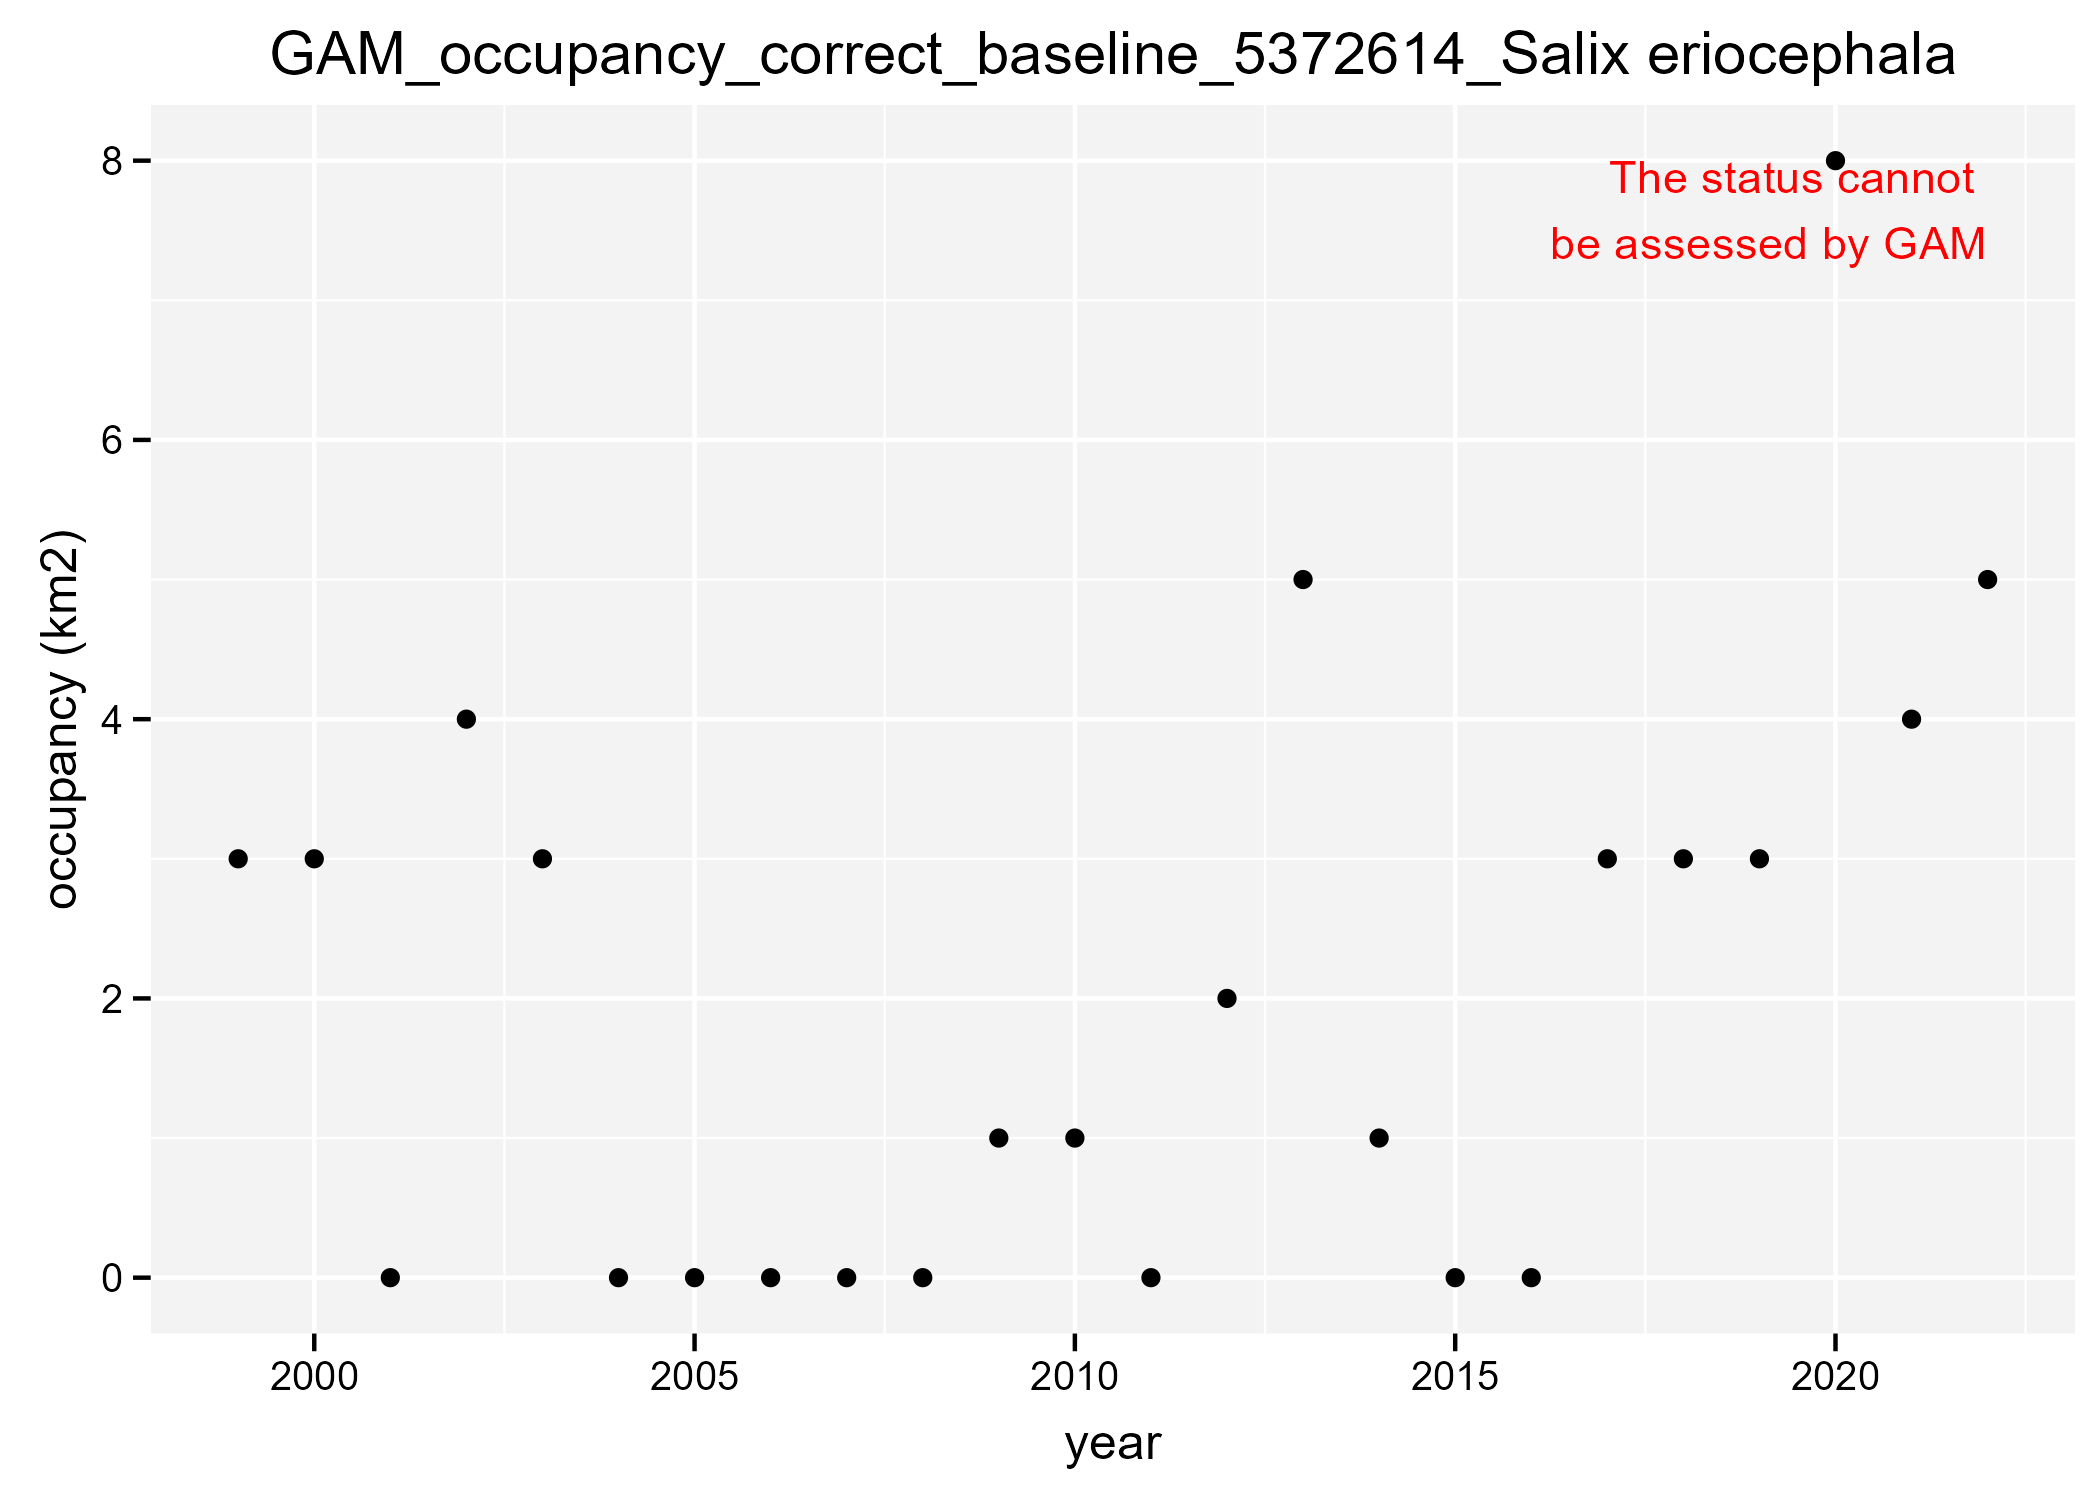 GAM_occupancy_correct_baseline_5372614_Salix eriocephala
The status cannot
be assessed by GAM
occupancy (km2)
8
6
4
2
0
2000 2005 2010 2015 2020
year